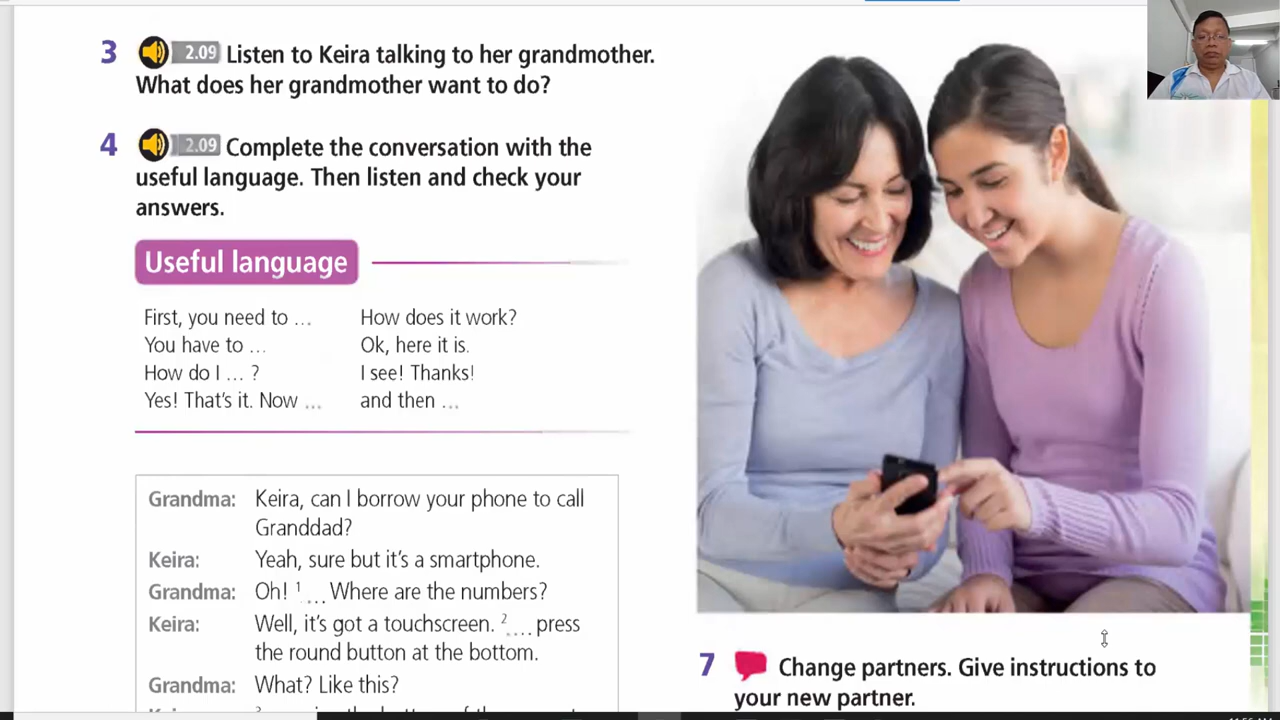 3 2.09 Listen to Keira talking to her grandmother.
What does her grandmother want to do?
4 2.09 Complete the conversation with the
useful language. Then listen and check your
answers.
Useful language
First, you need to ...
You have to ...
How do I ... ?
Yes! That's it. Now ...
How does it work?
Ok, here it is.
I see! Thanks!
and then ...
Grandma: Keira, can I borrow your phone to call
Granddad?
Keira: Yeah, sure but it's a smartphone.
Grandma: Oh! 1 ... Where are the numbers?
Keira: Well, it's got a touchscreen. 2 .... press
the round button at the bottom.
Grandma: What? Like this?
7 Change partners. Give instructions to
your new partner.